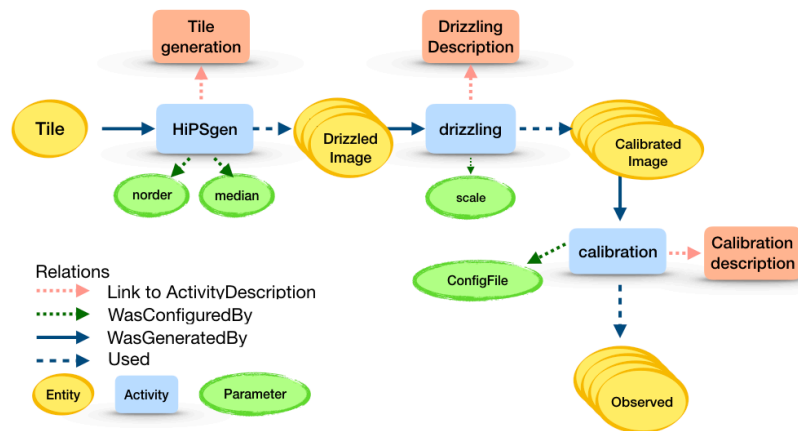 Tile
generation
Drizzling
Description
Tile
HiPSgen
Drizzled
Image
drizzling
Calibrated
Image
norder
median
scale
calibration
Calibration
description
ConfigFile
Relations
Link to ActivityDescription
WasConfiguredBy
WasGeneratedBy
Used
Entity
Activity
Parameter
Observed